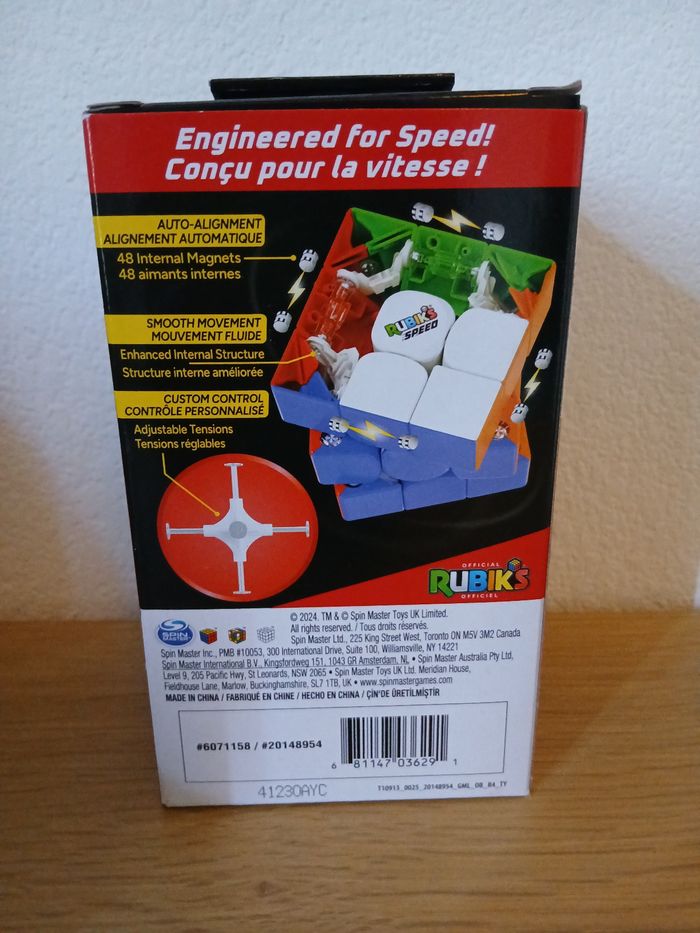 Engineered for Speed!
Conçu pour la vitesse !
AUTO-ALIGNMENT
ALIGNEMENT AUTOMATIQUE
48 Internal Magnets
48 aimants internes
SMOOTH MOVEMENT
MOUVEMENT FLUIDE
Enhanced Internal Structure
Structure interne améliorée
CUSTOM CONTROL
CONTRÔLE PERSONNALISÉ
Adjustable Tensions
Tensions réglables
RUBIK'S
SPEED
OFFICIAL
RUBIK'S
OFFICIEL
SPIN
MASTER
© 2024. TM & © Spin Master Toys UK Limited.
All rights reserved. / Tous droits réservés.
Spin Master Ltd., 225 King Street West, Toronto ON M5V 3M2 Canada
Spin Master Inc., PMB #10053, 300 International Drive, Suite 100, Williamsville, NY 14221
Spin Master International B.V., Kingsfordweg 151, 1043 GR Amsterdam, NL • Spin Master Australia Pty Ltd,
Level 9, 205 Pacific Hwy, St Leonards, NSW 2065 • Spin Master Toys UK Ltd. Meridian House,
Fieldhouse Lane, Marlow, Buckinghamshire, SL7 1TB, UK • www.spinmastergames.com
MADE IN CHINA / FABRIQUÉ EN CHINE / HECHO EN CHINA / ÇİN'DE ÜRETİLMİŞTİR
#6071158 / #20148954
6 81147 03629 1
41230AYC
T10913_0025_20148954_GML_OB_R4_TY